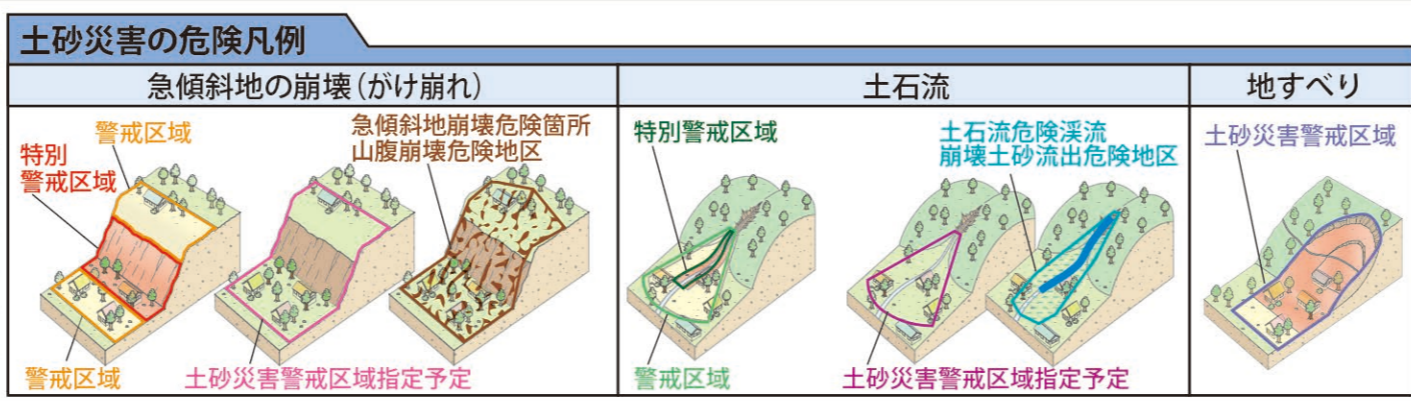 土砂災害の危険凡例
急傾斜地の崩壊(がけ崩れ)
警戒区域
特別
警戒区域
急傾斜地崩壊危険箇所
山腹崩壊危険地区
警戒区域
土砂災害警戒区域指定予定
土石流
特別警戒区域
土石流危険渓流
崩壊土砂流出危険地区
警戒区域
土砂災害警戒区域指定予定
地すべり
土砂災害警戒区域